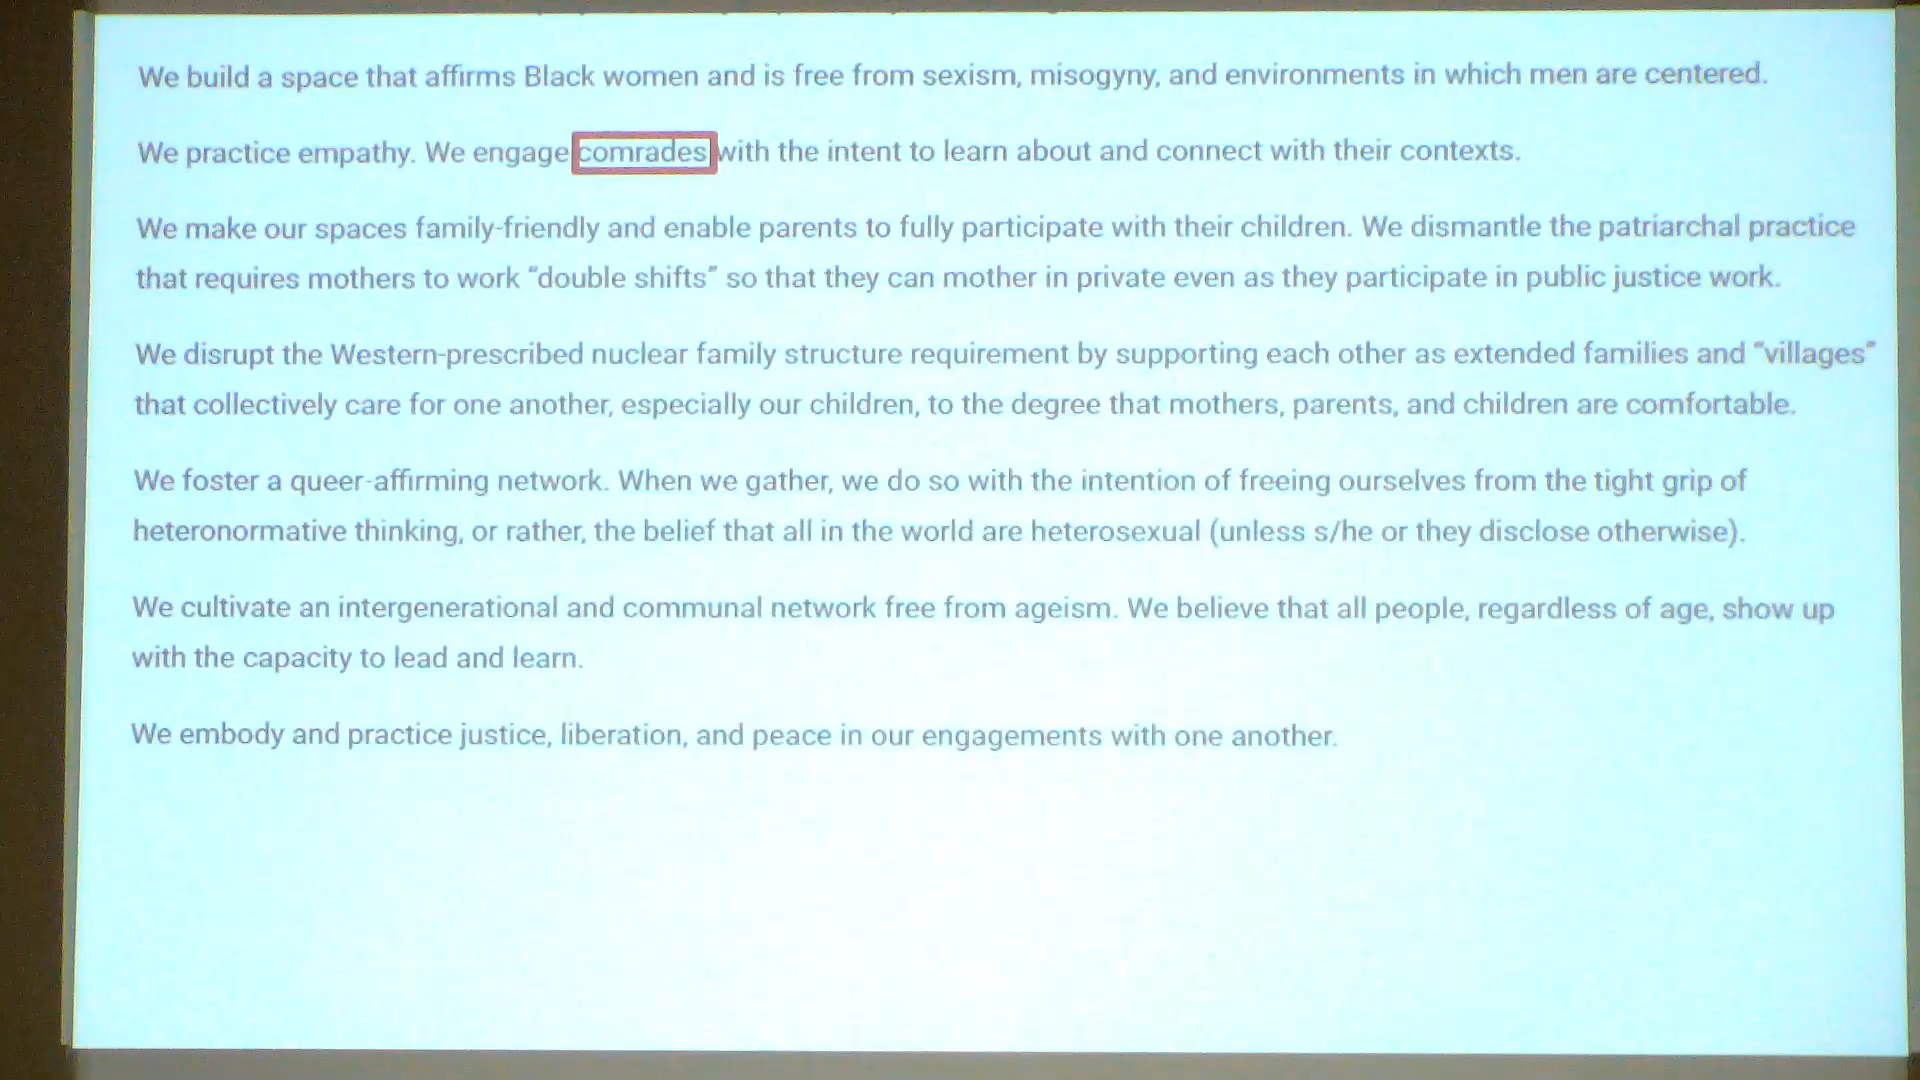 We build a space that affirms Black women and is free from sexism, misogyny, and environments in which men are centered.
We practice empathy. We engage comrades with the intent to learn about and connect with their contexts.
We make our spaces family-friendly and enable parents to fully participate with their children. We dismantle the patriarchal practice
that requires mothers to work “double shifts” so that they can mother in private even as they participate in public justice work.
We disrupt the Western-prescribed nuclear family structure requirement by supporting each other as extended families and “villages”
that collectively care for one another, especially our children, to the degree that mothers, parents, and children are comfortable.
We foster a queer-affirming network. When we gather, we do so with the intention of freeing ourselves from the tight grip of
heteronormative thinking, or rather, the belief that all in the world are heterosexual (unless s/he or they disclose otherwise).
We cultivate an intergenerational and communal network free from ageism. We believe that all people, regardless of age, show up
with the capacity to lead and learn.
We embody and practice justice, liberation, and peace in our engagements with one another.